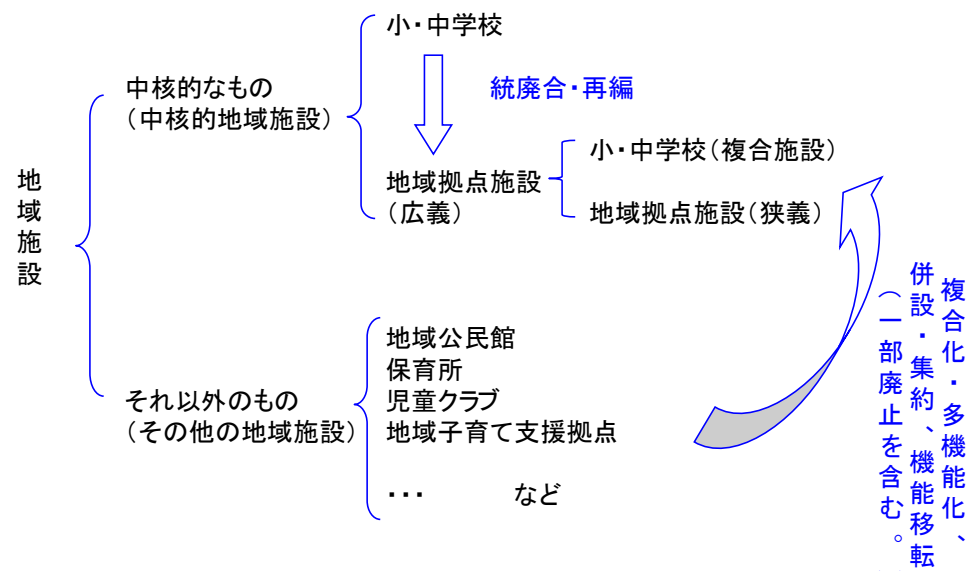 地域施設
中核的なもの
(中核的地域施設)
小・中学校
統廃合・再編
地域拠点施設
(広義)
小・中学校(複合施設)
地域拠点施設(狭義)
それ以外のもの
(その他の地域施設)
地域公民館
保育所
児童クラブ
地域子育て支援拠点
・・・ など
複合化・多機能化、
併設・集約、機能移転
(一部廃止を含む。